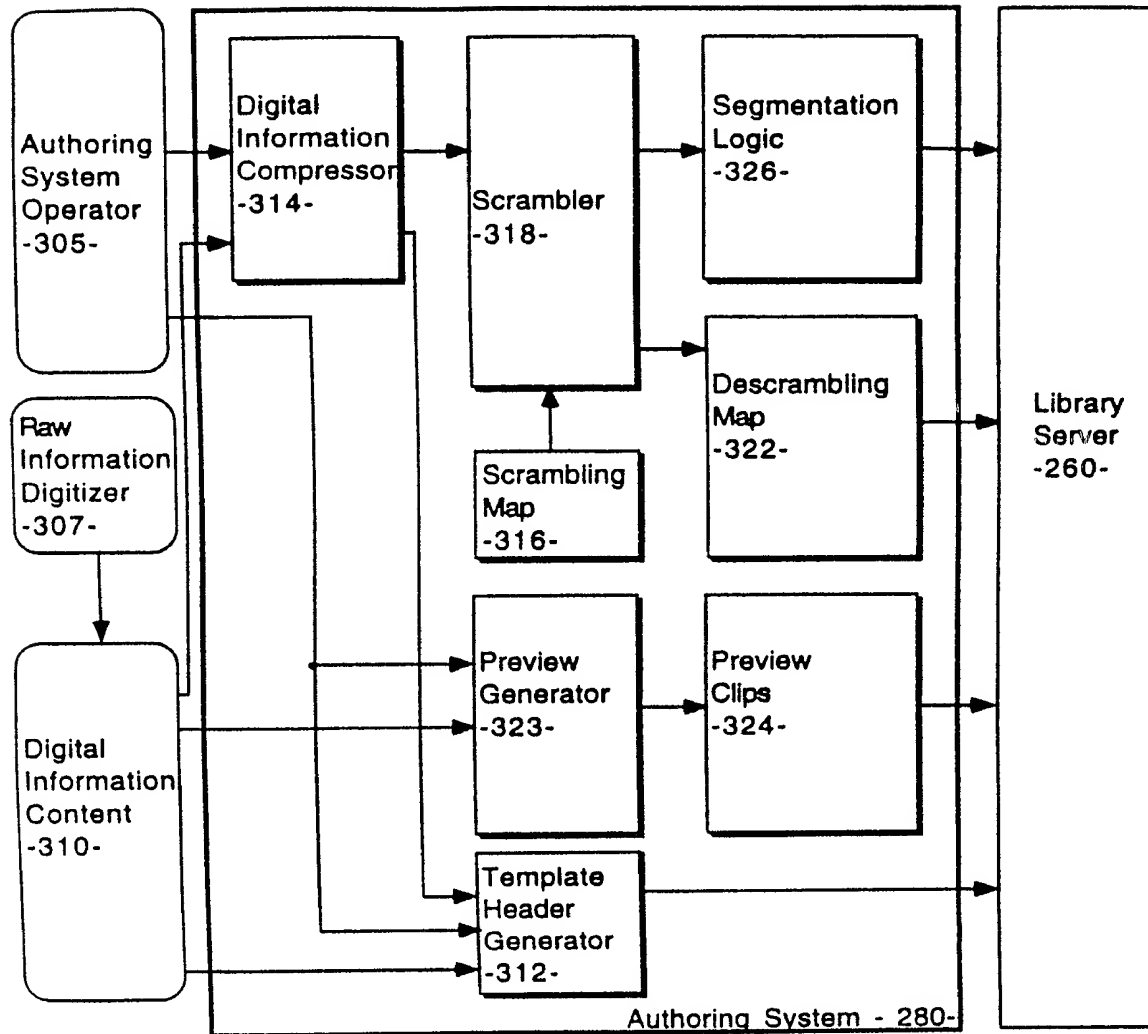 Authoring
System
Operator
-305-
Raw
Information
Digitizer
-307-
Digital
Information
Content
-310-
Digital
Information
Compressor
-314-
Scrambler
-318-
Scrambling
Map
-316-
Segmentation
Logic
-326-
Descrambling
Map
-322-
Preview
Generator
-323-
Preview
Clips
-324-
Template
Header
Generator
-312-
Authoring System - 280-
Library
Server
-260-